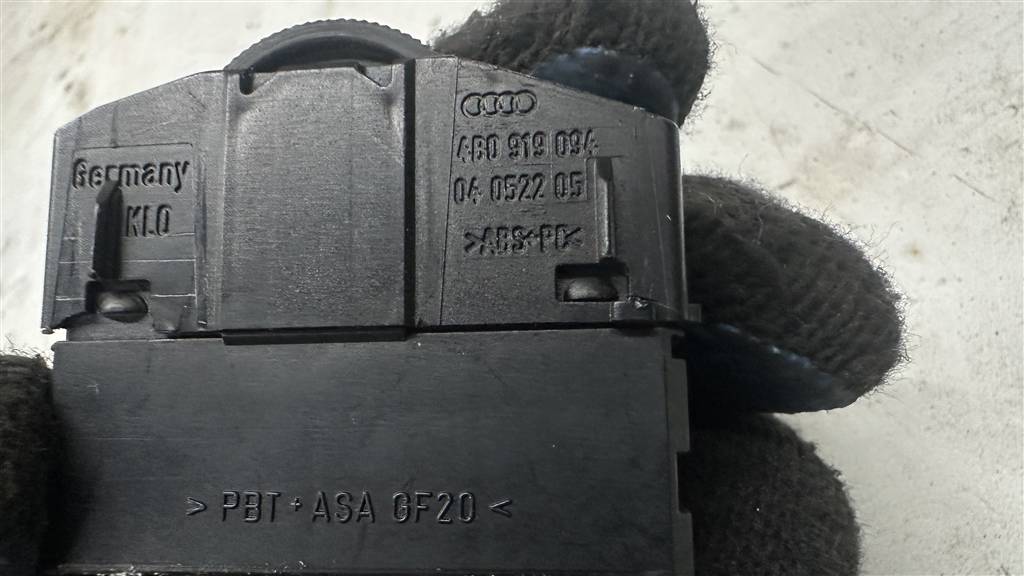 Germany
KLO
4B0 919 094
04 0522 05
>ABS+PC<
> PBT + ASA GF20 <